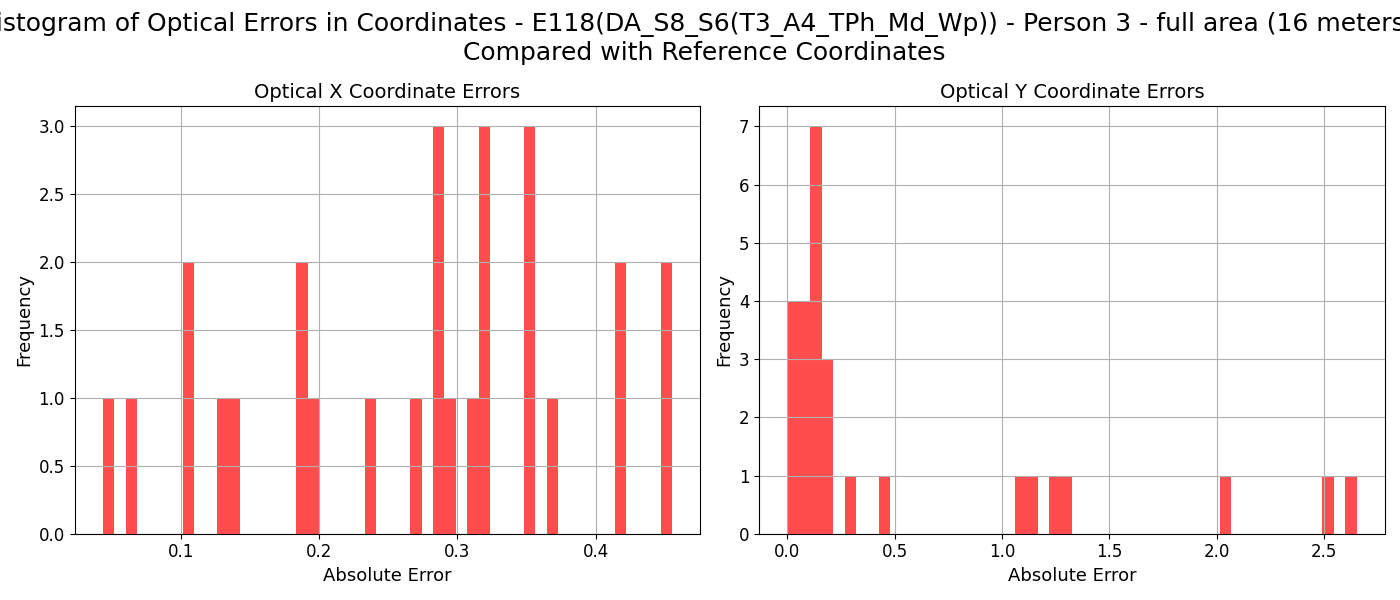 istogram of Optical Errors in Coordinates - E118(DA_S8_S6(T3_A4_TPh_Md_Wp)) - Person 3 - full area (16 meters
Compared with Reference Coordinates
Optical X Coordinate Errors
3.0
2.5
2.0
1.5
1.0
0.5
0.0
Frequency
0.1 0.2 0.3 0.4
Absolute Error
Optical Y Coordinate Errors
7
6
5
4
3
2
1
0
Frequency
0.0 0.5 1.0 1.5 2.0 2.5
Absolute Error